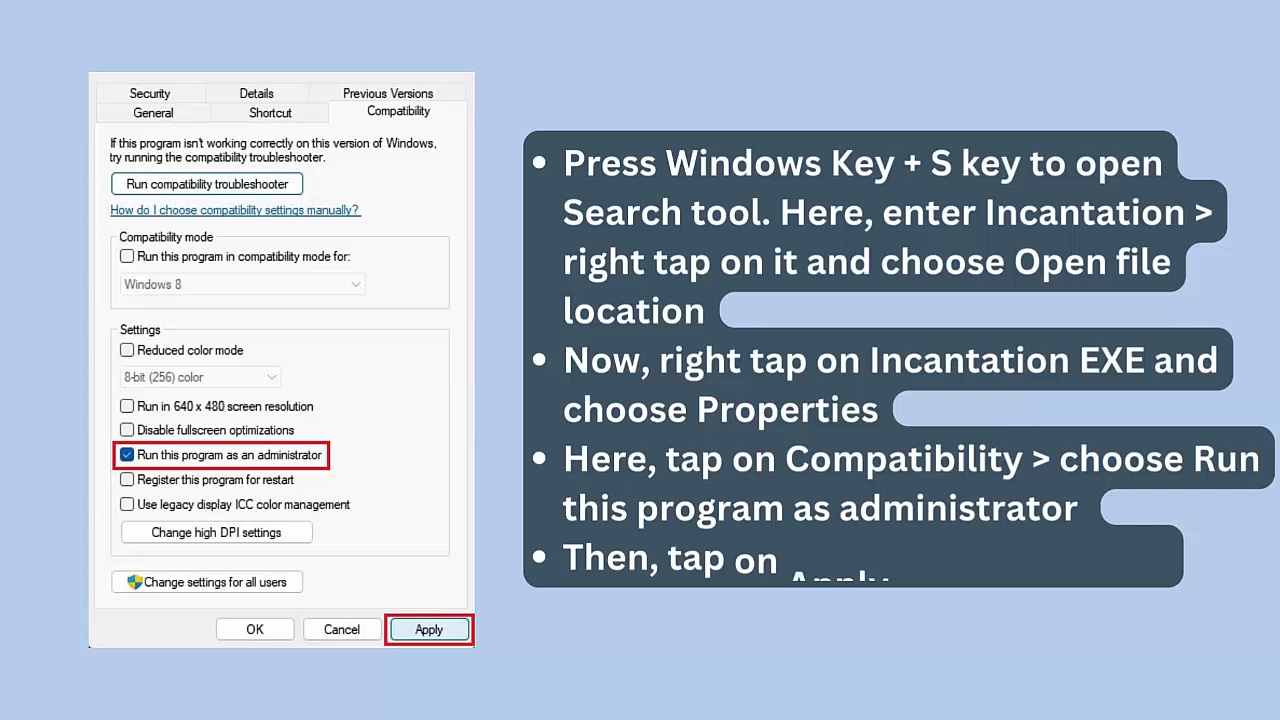 Security Details Previous Versions
General Shortcut Compatibility
If this program isn't working correctly on this version of Windows,
try running the compatibility troubleshooter.
Run compatibility troubleshooter
How do I choose compatibility settings manually?
Compatibility mode
Run this program in compatibility mode for:
Windows 8
Settings
Reduced color mode
8-bit (256) color
Run in 640 x 480 screen resolution
Disable fullscreen optimizations
Run this program as an administrator
Register this program for restart
Use legacy display ICC color management
Change high DPI settings
Change settings for all users
OK Cancel Apply
• Press Windows Key + S key to open
Search tool. Here, enter Incantation >
right tap on it and choose Open file
location
• Now, right tap on Incantation EXE and
choose Properties
• Here, tap on Compatibility > choose Run
this program as administrator
• Then, tap on Apply